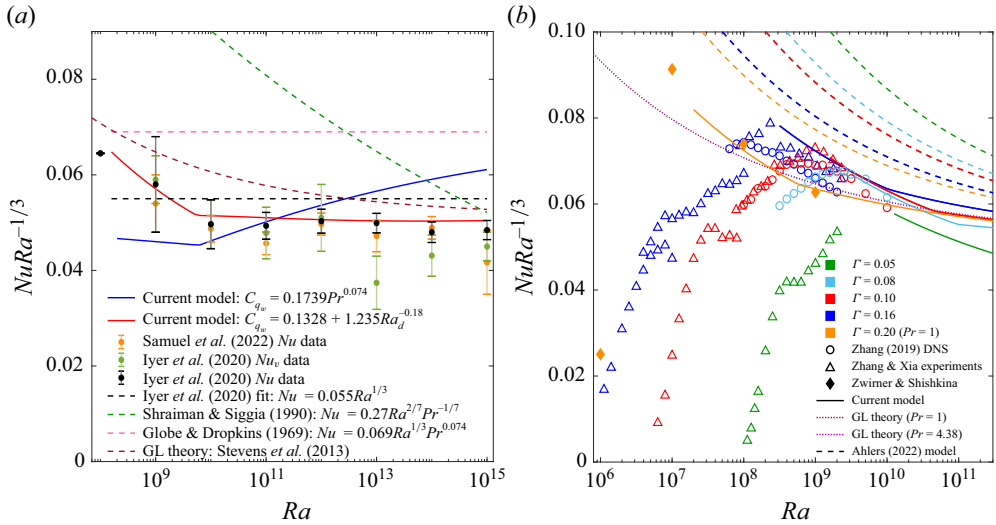 (a)
0.08
0.06
0.04
0.02
0
NuRa^{-1/3}
Current model: C_{q_w} = 0.1739Pr^{0.074}
Current model: C_{q_w} = 0.1328 + 1.235Ra_d^{-0.18}
Samuel et al. (2022) Nu data
Iyer et al. (2020) Nu_v data
Iyer et al. (2020) Nu data
Iyer et al. (2020) fit: Nu = 0.055Ra^{1/3}
Shraiman & Siggia (1990): Nu = 0.27Ra^{2/7}Pr^{-1/7}
Globe & Dropkins (1969): Nu = 0.069Ra^{1/3}Pr^{0.074}
GL theory: Stevens et al. (2013)
10^9 10^{11} 10^{13} 10^{15}
Ra
(b)
0.10
0.08
0.06
0.04
0.02
0
NuRa^{-1/3}
Γ = 0.05
Γ = 0.08
Γ = 0.10
Γ = 0.16
Γ = 0.20 (Pr = 1)
Zhang (2019) DNS
Zhang & Xia experiments
Zwirner & Shishkina
Current model
GL theory (Pr = 1)
GL theory (Pr = 4.38)
Ahlers (2022) model
10^6 10^7 10^8 10^9 10^{10} 10^{11}
Ra